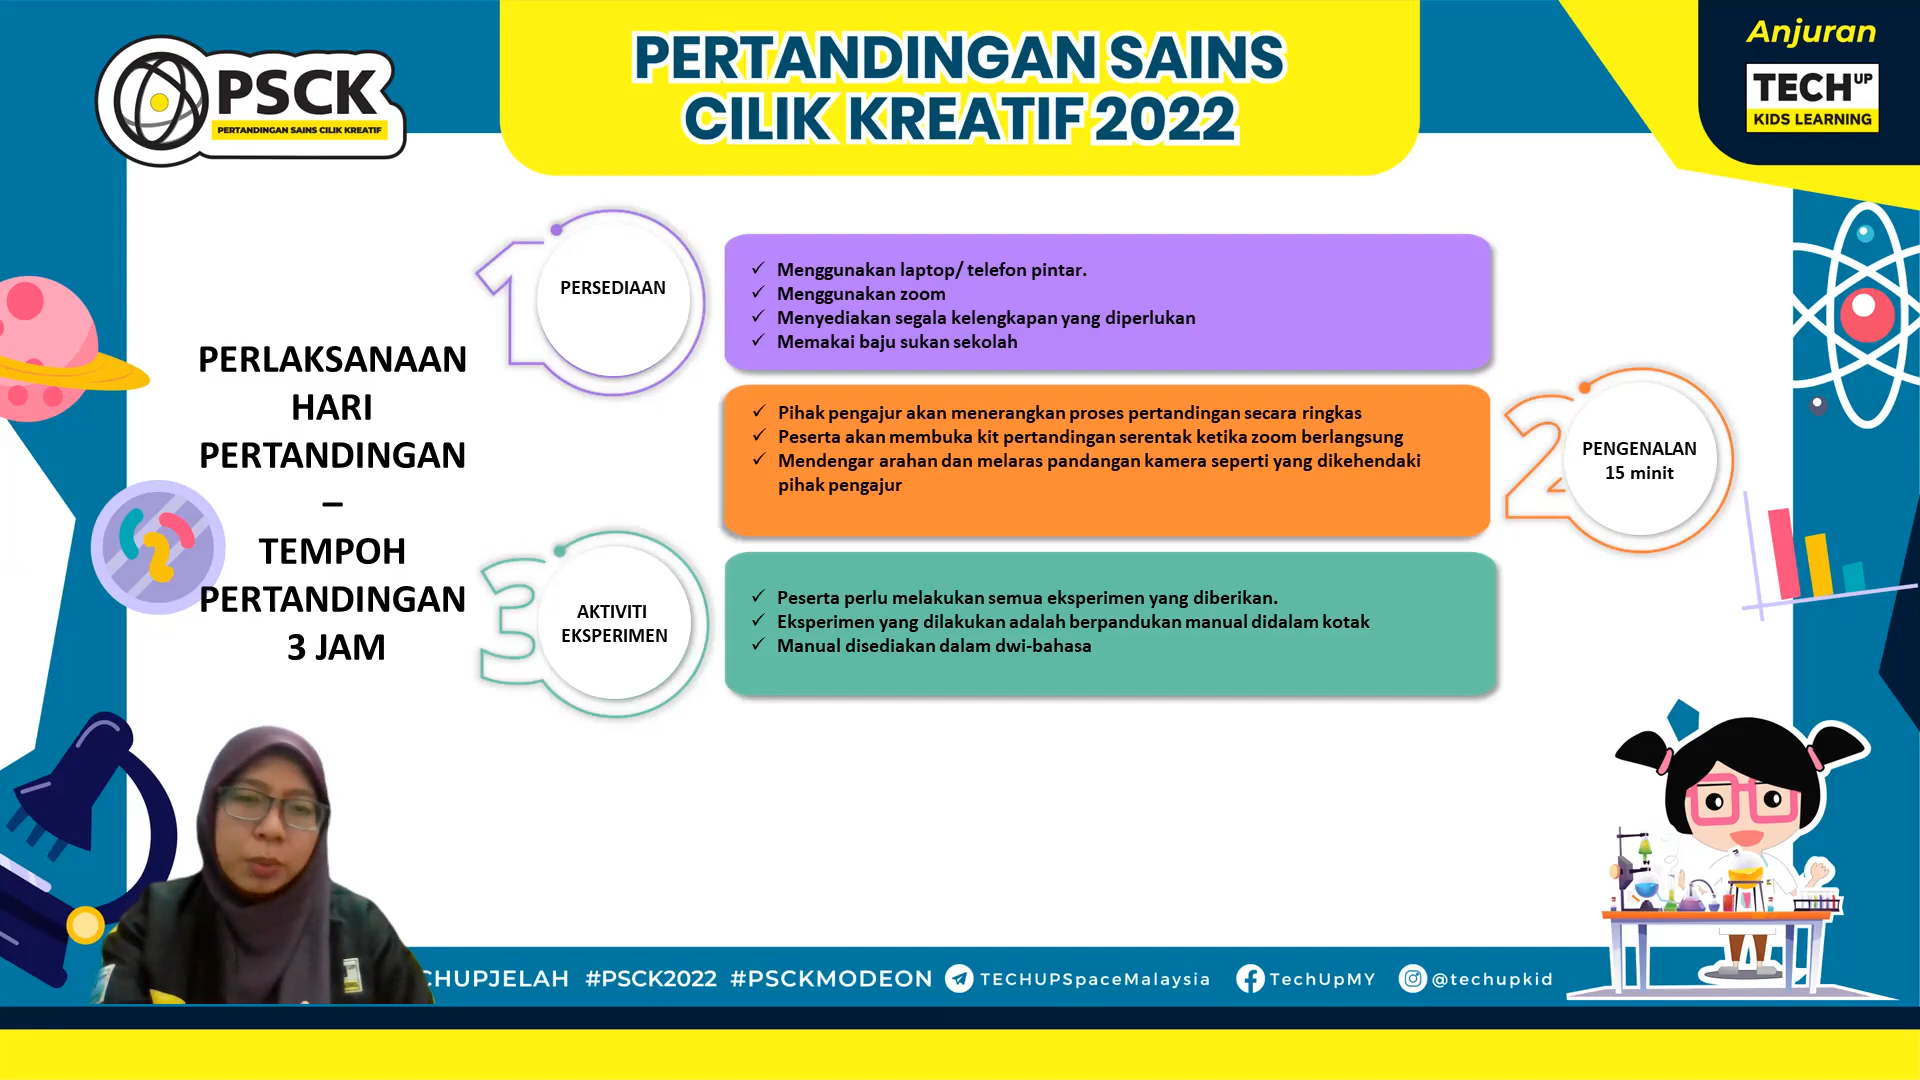 PSCK
PERTANDINGAN SAINS CILIK KREATIF
PERTANDINGAN SAINS
CILIK KREATIF 2022
Anjuran
TECH UP
KIDS LEARNING
PERLAKSANAAN
HARI
PERTANDINGAN
–
TEMPOH
PERTANDINGAN
3 JAM
1
PERSEDIAAN
✓ Menggunakan laptop/ telefon pintar.
✓ Menggunakan zoom
✓ Menyediakan segala kelengkapan yang diperlukan
✓ Memakai baju sukan sekolah
2
PENGENALAN
15 minit
✓ Pihak pengajur akan menerangkan proses pertandingan secara ringkas
✓ Peserta akan membuka kit pertandingan serentak ketika zoom berlangsung
✓ Mendengar arahan dan melaras pandangan kamera seperti yang dikehendaki
pihak pengajur
3
AKTIVITI
EKSPERIMEN
✓ Peserta perlu melakukan semua eksperimen yang diberikan.
✓ Eksperimen yang dilakukan adalah berpandukan manual didalam kotak
✓ Manual disediakan dalam dwi-bahasa
CHUPJELAH #PSCK2022 #PSCKMODEON TECHUPSpaceMalaysia TechUpMY @techupkid